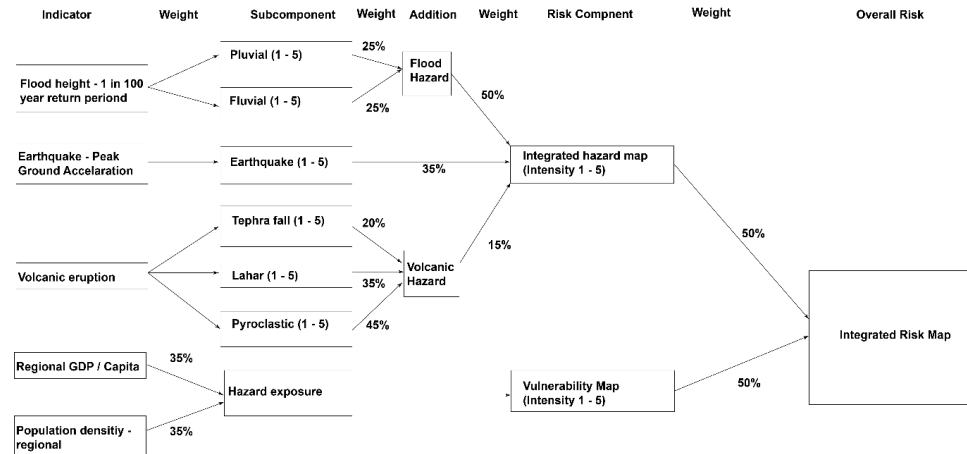 Indicator
Weight
Subcomponent
Weight
Addition
Weight
Risk Compnent
Weight
Overall Risk
Flood height - 1 in 100
year return periond
Pluvial (1 - 5)
25%
Fluvial (1 - 5)
25%
Flood
Hazard
50%
Earthquake - Peak
Ground Accelaration
Earthquake (1 - 5)
35%
Integrated hazard map
(Intensity 1 - 5)
Volcanic eruption
Tephra fall (1 - 5)
20%
Lahar (1 - 5)
35%
Pyroclastic (1 - 5)
45%
Volcanic
Hazard
15%
50%
Regional GDP / Capita
35%
Population densitiy -
regional
35%
Hazard exposure
Vulnerability Map
(Intensity 1 - 5)
50%
Integrated Risk Map